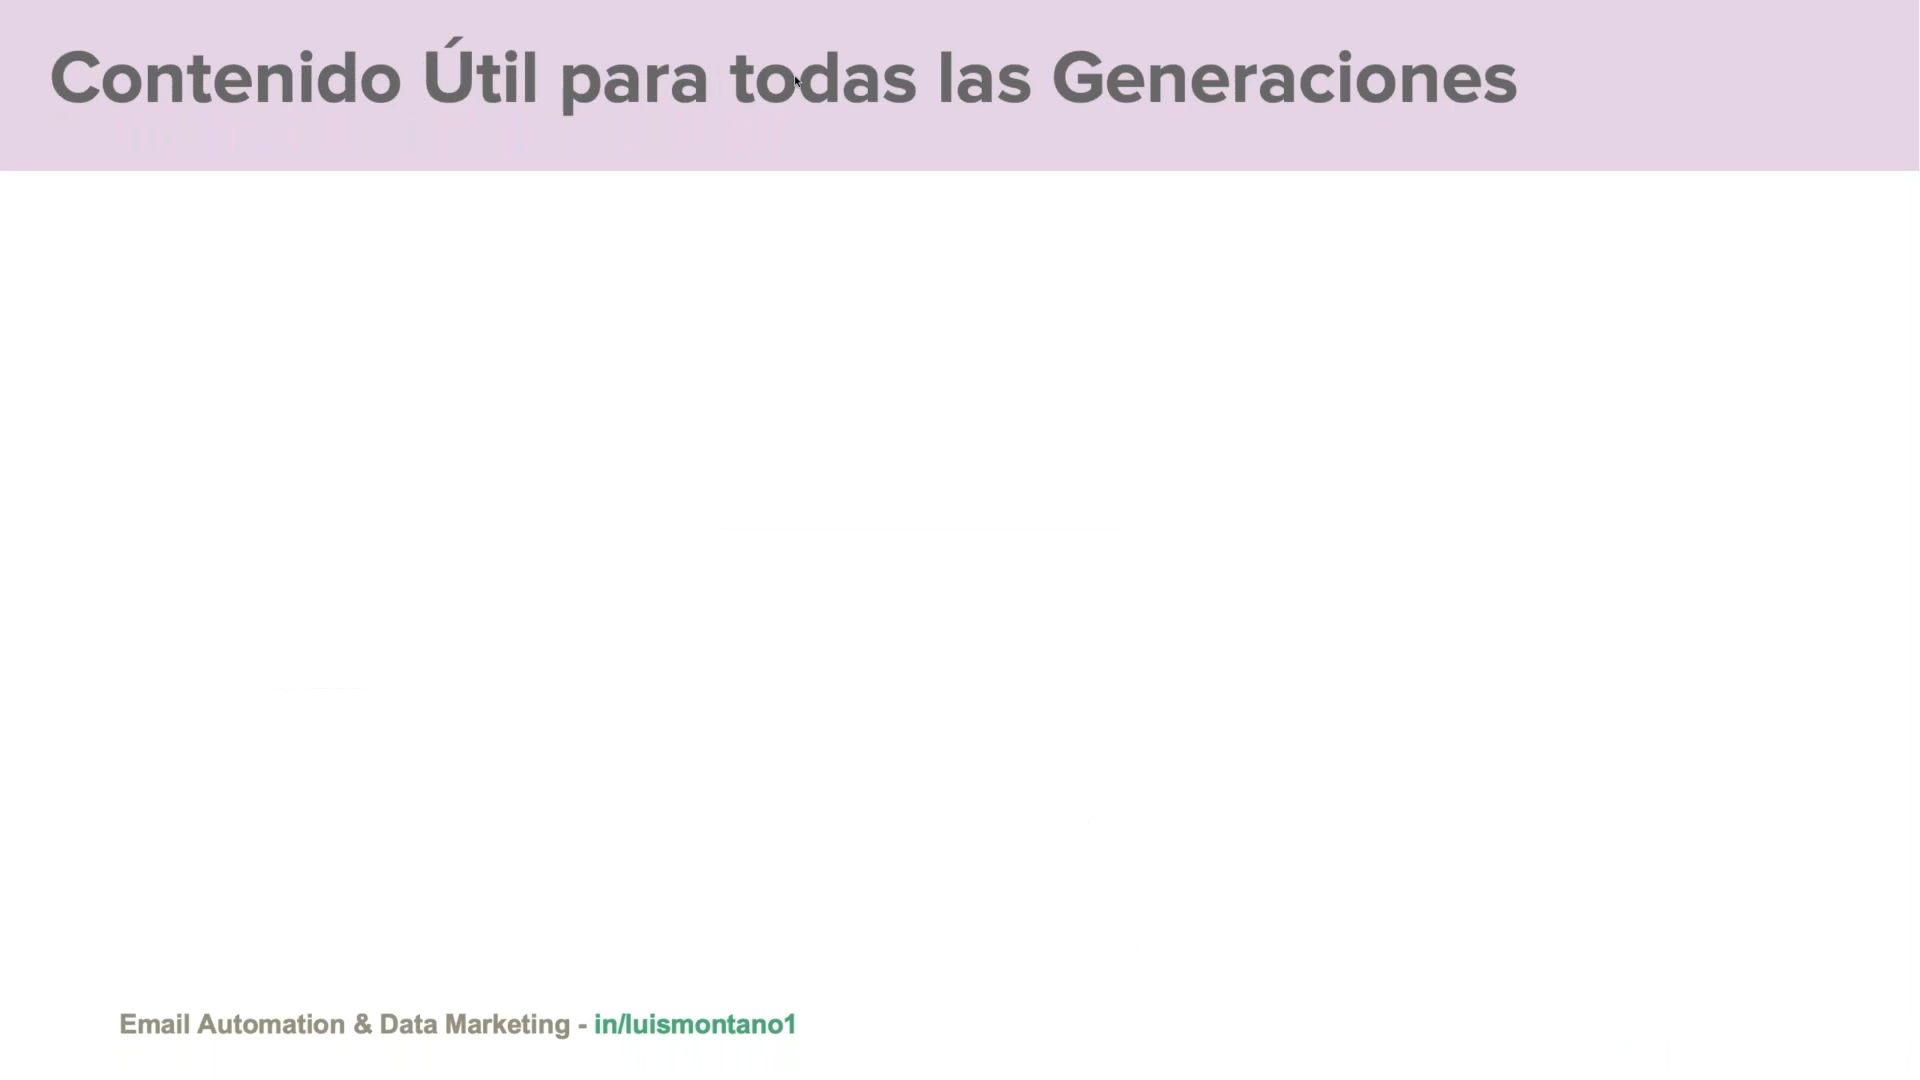 Contenido Útil para todas las Generaciones
Email Automation & Data Marketing - in/luismontano1